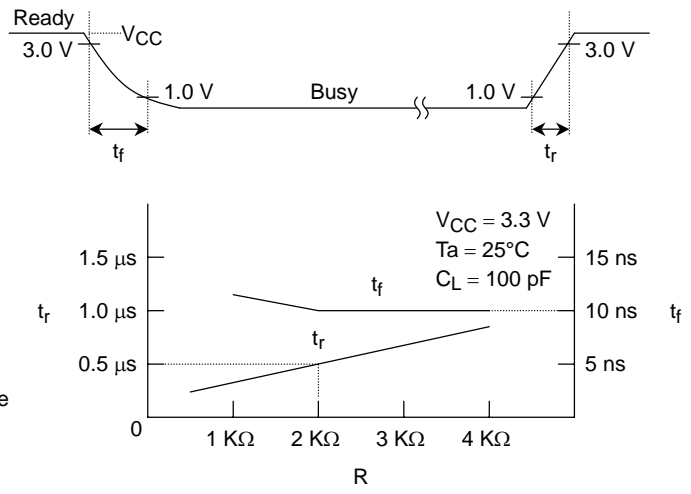 Ready
VCC
3.0 V
3.0 V
1.0 V
Busy
1.0 V
tf
tr
VCC = 3.3 V
Ta = 25°C
CL = 100 pF
1.5 μs
15 ns
tf
tr
1.0 μs
10 ns
tf
tr
0.5 μs
5 ns
e
0
1 KΩ
2 KΩ
3 KΩ
4 KΩ
R